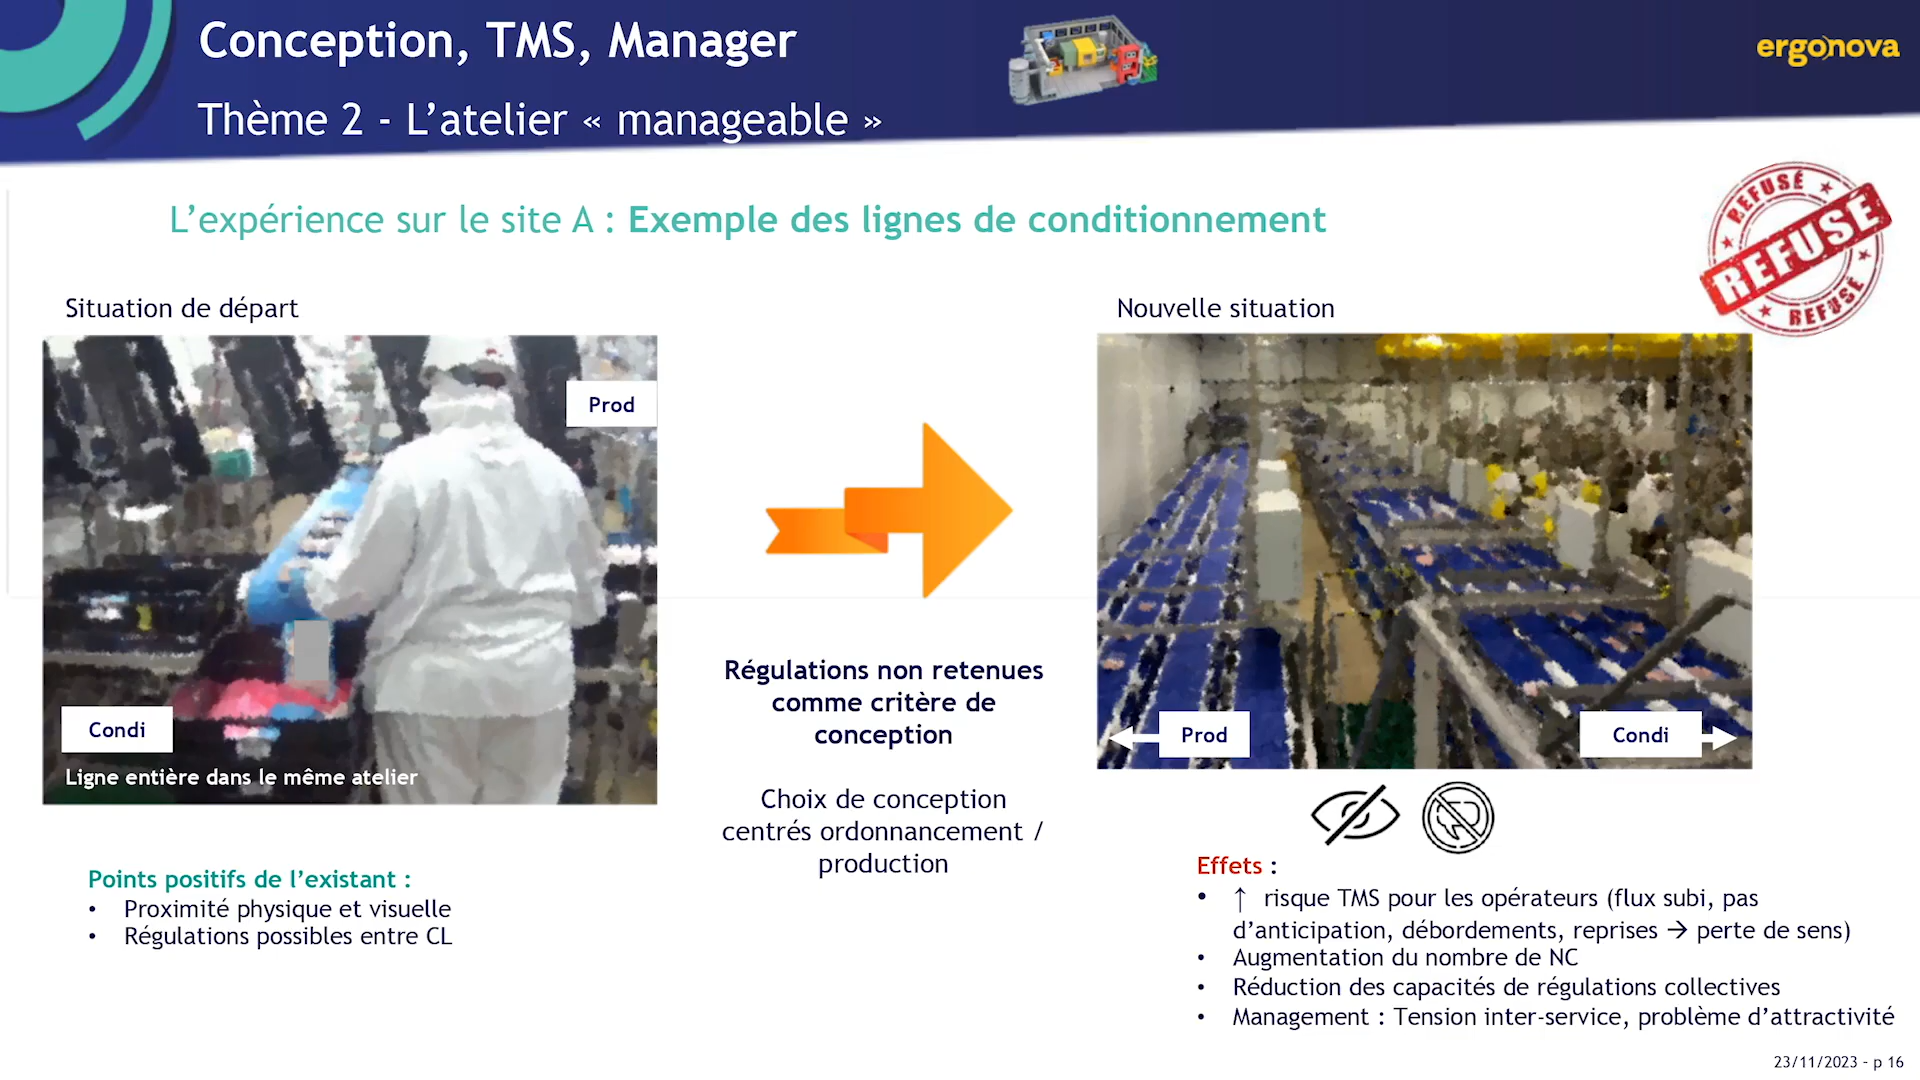 Conception, TMS, Manager
ergonova
Thème 2 - L’atelier « manageable »
L’expérience sur le site A : Exemple des lignes de conditionnement
REFUSÉ
REFUSÉ
REFUSÉ
Situation de départ
Nouvelle situation
Prod
Condi
Ligne entière dans le même atelier
Prod
Condi
Régulations non retenues
comme critère de
conception
Choix de conception
centrés ordonnancement /
production
Points positifs de l’existant :
• Proximité physique et visuelle
• Régulations possibles entre CL
Effets :
• ↑ risque TMS pour les opérateurs (flux subi, pas
d’anticipation, débordements, reprises → perte de sens)
• Augmentation du nombre de NC
• Réduction des capacités de régulations collectives
• Management : Tension inter-service, problème d’attractivité
23/11/2023 - p 16